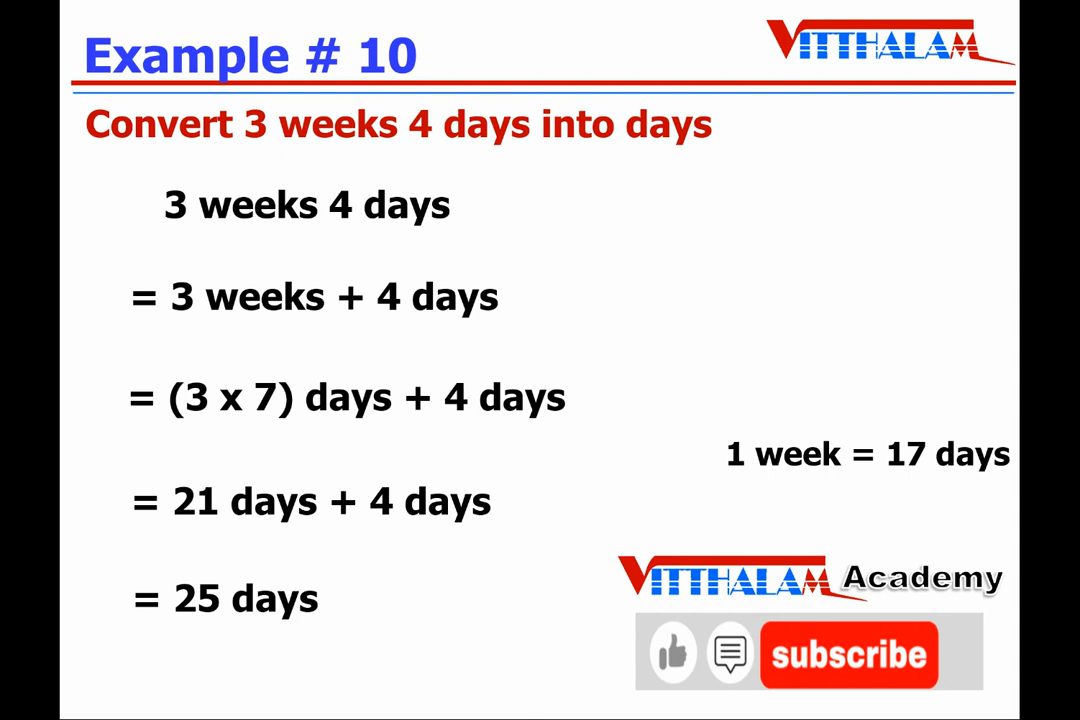 Example # 10
VITTHALAM
Convert 3 weeks 4 days into days
3 weeks 4 days
= 3 weeks + 4 days
= (3 x 7) days + 4 days
1 week = 17 days
= 21 days + 4 days
VITTHALAM Academy
= 25 days
subscribe